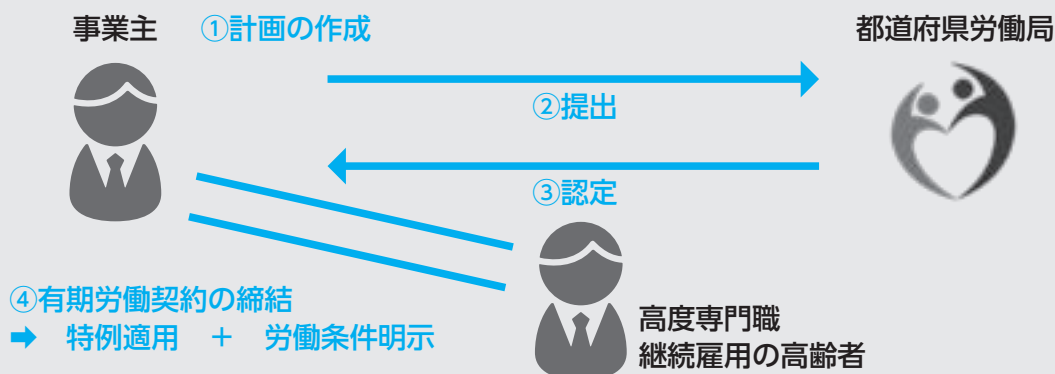 事業主 ①計画の作成 都道府県労働局
②提出
③認定
④有期労働契約の締結
➡ 特例適用 + 労働条件明示
高度専門職
継続雇用の高齢者